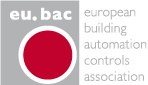 eu.bac
european
building
automation
controls
association